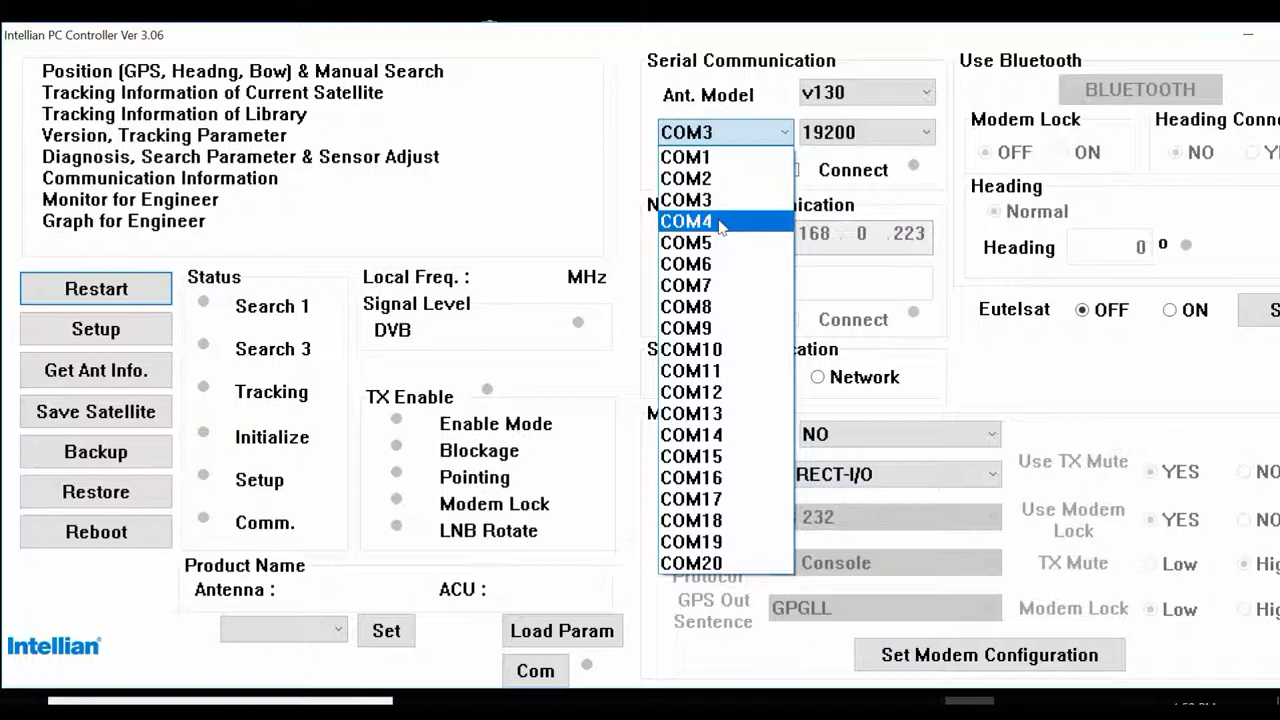 Intellian PC Controller Ver 3.06
Position (GPS, Headng, Bow) & Manual Search
Tracking Information of Current Satellite
Tracking Information of Library
Version, Tracking Parameter
Diagnosis, Search Parameter & Sensor Adjust
Communication Information
Monitor for Engineer
Graph for Engineer
Restart
Setup
Get Ant Info.
Save Satellite
Backup
Restore
Reboot
Status
Search 1
Search 3
Tracking
Initialize
Setup
Comm.
Local Freq. : MHz
Signal Level
DVB
TX Enable
Enable Mode
Blockage
Pointing
Modem Lock
LNB Rotate
Product Name
Antenna : ACU :
Set
Load Param
Com
Intellian
Serial Communication
Ant. Model v130
COM3 19200
COM1
COM2
COM3
COM4
COM5
COM6
COM7
COM8
COM9
COM10
COM11
COM12
COM13
COM14
COM15
COM16
COM17
COM18
COM19
COM20
Connect
nication
168 . 0 .223
Connect
ation
Network
NO
RECT-I/O
232
Console
Protocol
GPS Out
Sentence
GPGLL
Set Modem Configuration
Use Bluetooth
BLUETOOTH
Modem Lock
OFF ON
Heading Conne
NO YE
Heading
Normal
Heading 0 °
Eutelsat OFF ON
S
Use TX Mute YES NO
Use Modem
Lock
YES NO
TX Mute Low Hig
Modem Lock Low Hig